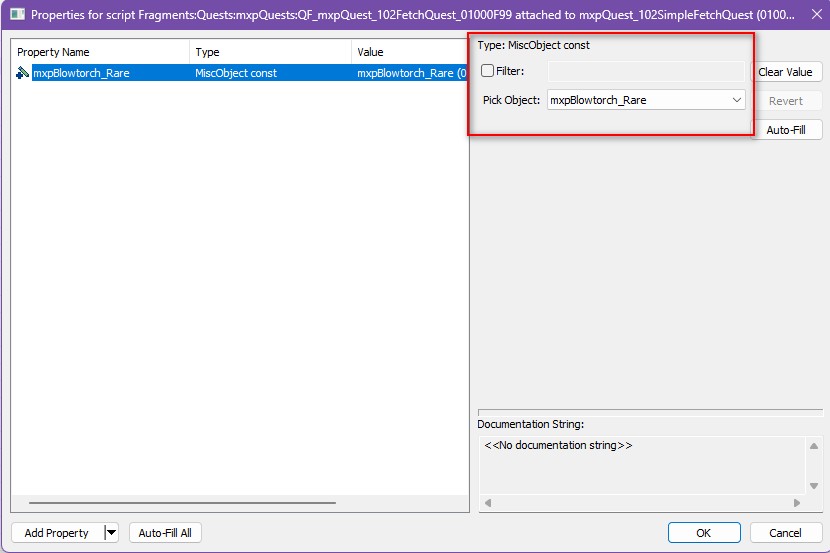 Properties for script Fragments:Quests:mxpQuests:QF_mxpQuest_102FetchQuest_01000F99 attached to mxpQuest_102SimpleFetchQuest (0100...
Property Name Type Value
mxpBlowtorch_Rare MiscObject const mxpBlowtorch_Rare (0
Type: MiscObject const
Filter:
Pick Object: mxpBlowtorch_Rare
Clear Value
Revert
Auto-Fill
Documentation String:
<<No documentation string>>
Add Property Auto-Fill All OK Cancel